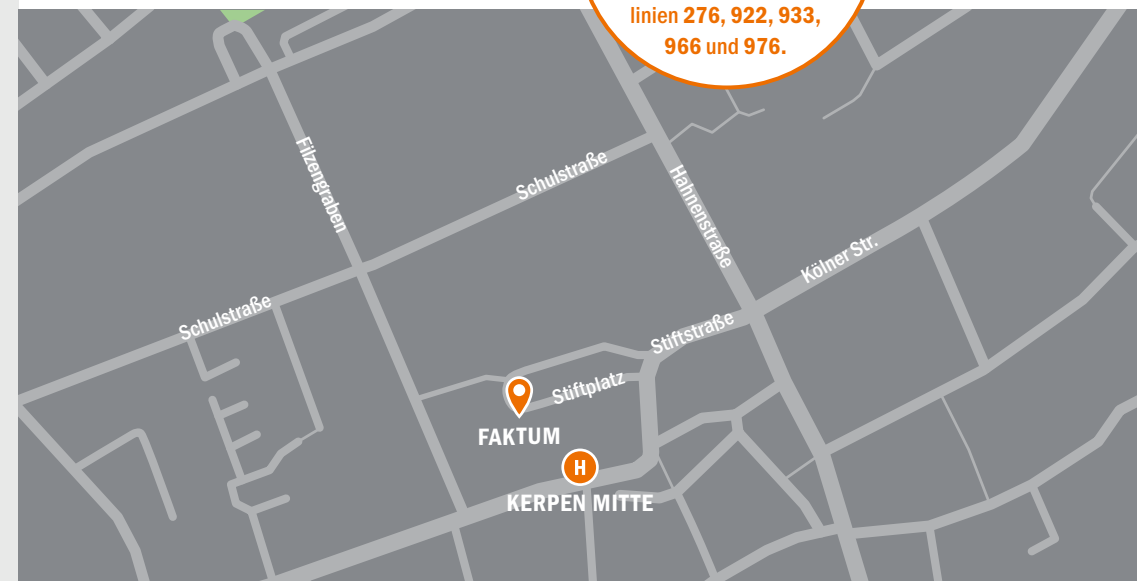 linien 276, 922, 933,
966 und 976.
Filzengraben
Schulstraße
Hahnenstraße
Kölner Str.
Schulstraße
Stiftstraße
Stiftplatz
FAKTUM
H
KERPEN MITTE